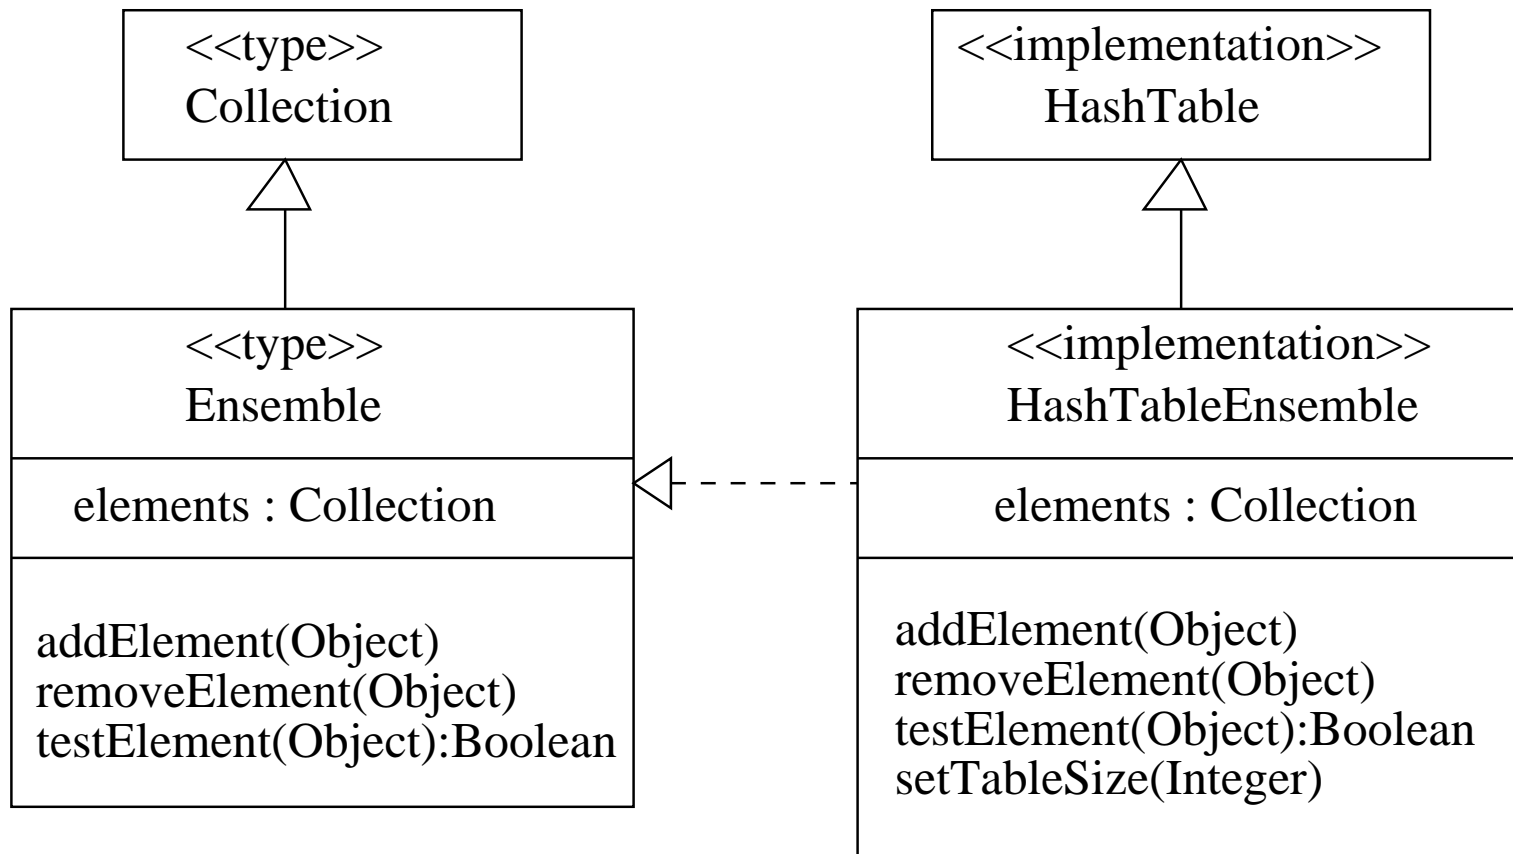 <<type>>
Collection
<<implementation>>
HashTable
<<type>>
Ensemble
elements : Collection
addElement(Object)
removeElement(Object)
testElement(Object):Boolean
<<implementation>>
HashTableEnsemble
elements : Collection
addElement(Object)
removeElement(Object)
testElement(Object):Boolean
setTableSize(Integer)